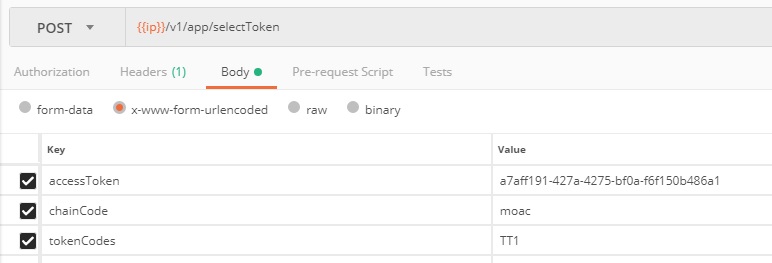 POST {{ip}}/v1/app/selectToken
Authorization Headers (1) Body Pre-request Script Tests
form-data x-www-form-urlencoded raw binary
Key Value
accessToken a7aff191-427a-4275-bf0a-f6f150b486a1
chainCode moac
tokenCodes TT1